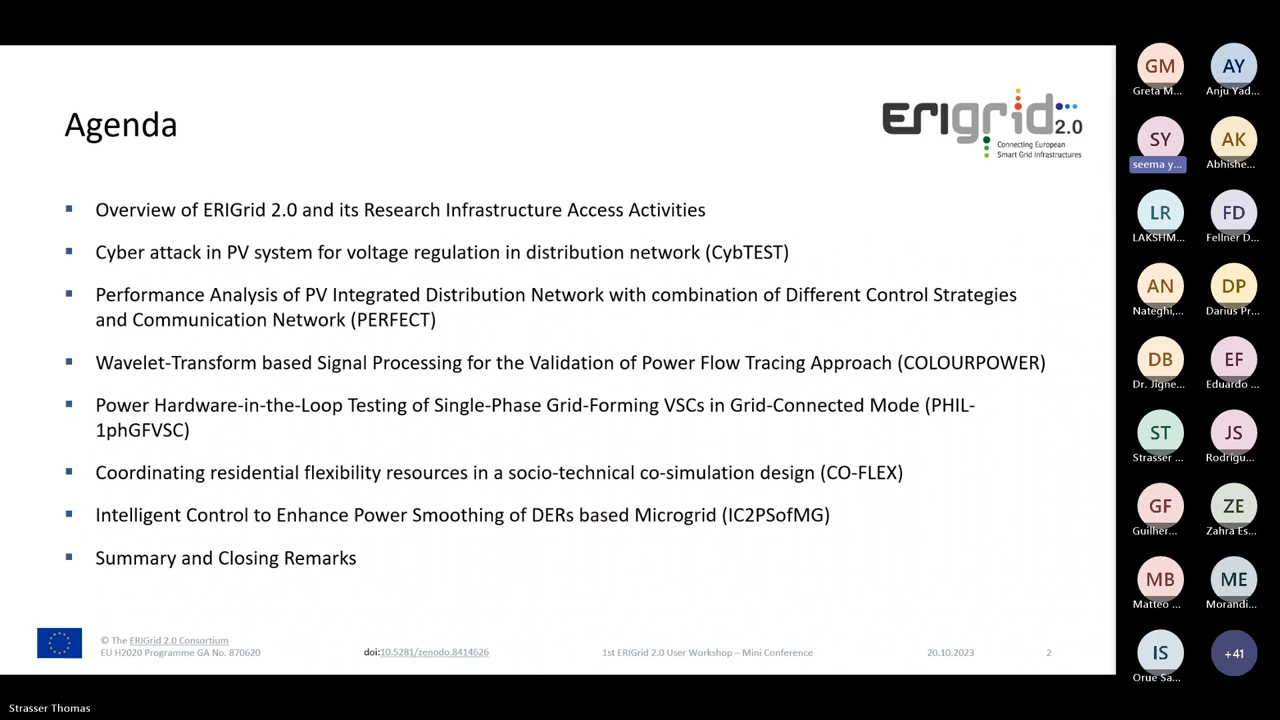 Agenda
ERIgrid 2.0
Connecting European
Smart Grid Infrastructures
▪ Overview of ERIGrid 2.0 and its Research Infrastructure Access Activities
▪ Cyber attack in PV system for voltage regulation in distribution network (CybTEST)
▪ Performance Analysis of PV Integrated Distribution Network with combination of Different Control Strategies
and Communication Network (PERFECT)
▪ Wavelet-Transform based Signal Processing for the Validation of Power Flow Tracing Approach (COLOURPOWER)
▪ Power Hardware-in-the-Loop Testing of Single-Phase Grid-Forming VSCs in Grid-Connected Mode (PHIL-
1phGFVSC)
▪ Coordinating residential flexibility resources in a socio-technical co-simulation design (CO-FLEX)
▪ Intelligent Control to Enhance Power Smoothing of DERs based Microgrid (IC2PSofMG)
▪ Summary and Closing Remarks
© The ERIGrid 2.0 Consortium
EU H2020 Programme GA No. 870620
doi:10.5281/zenodo.8414626
1st ERIGrid 2.0 User Workshop – Mini Conference
20.10.2023
2
GM
Greta M...
AY
Anju Yad...
SY
seema y...
AK
Abhishe...
LR
LAKSHM...
FD
Fellner D...
AN
Nateghi,...
DP
Darius Pr...
DB
Dr. Jigne...
EF
Eduardo ...
ST
Strasser ...
JS
Rodrígu...
GF
Guilher...
ZE
Zahra Es...
MB
Matteo ...
ME
Morandi...
IS
Orue Sa...
+41
Strasser Thomas